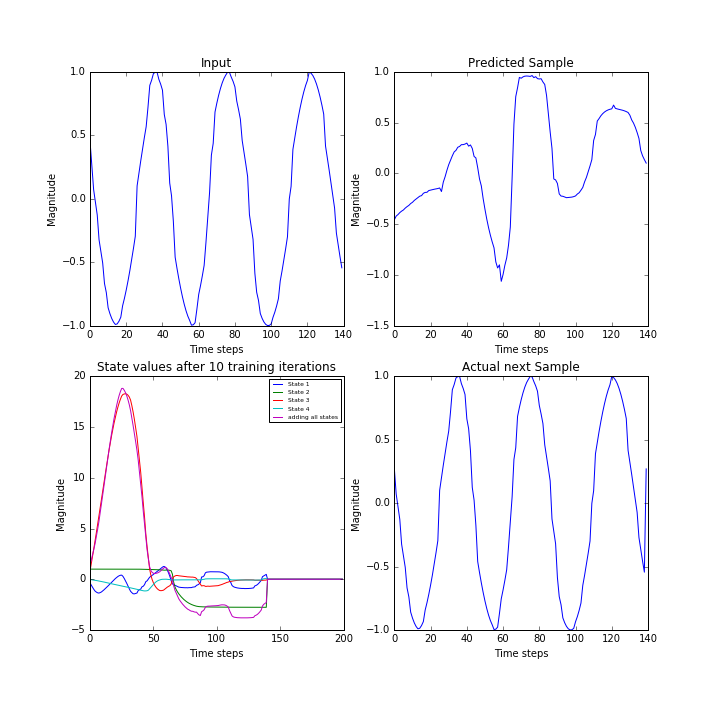 Input
Magnitude
1.0
0.5
0.0
−0.5
−1.0
0 20 40 60 80 100 120 140
Time steps
Predicted Sample
Magnitude
1.0
0.5
0.0
−0.5
−1.0
−1.5
0 20 40 60 80 100 120 140
Time steps
State values after 10 training iterations
Magnitude
20
15
10
5
0
−5
0 50 100 150 200
Time steps
State 1
State 2
State 3
State 4
adding all states
Actual next Sample
Magnitude
1.0
0.5
0.0
−0.5
−1.0
0 20 40 60 80 100 120 140
Time steps